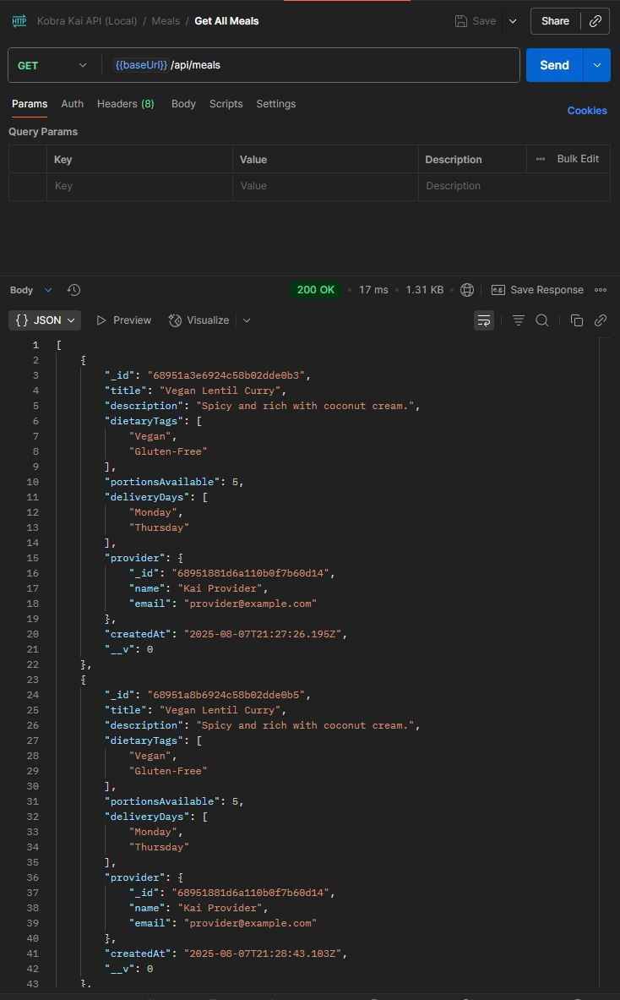 HTTP Kobra Kai API (Local) / Meals / Get All Meals Save Share
GET {{baseUrl}} /api/meals Send
Params Auth Headers (8) Body Scripts Settings Cookies
Query Params
Key Value Description ••• Bulk Edit
Key Value Description
Body 200 OK • 17 ms • 1.31 KB • e.g. Save Response •••
{ } JSON Preview Visualize
1 [
2 {
3 "_id": "68951a3e6924c58b02dde0b3",
4 "title": "Vegan Lentil Curry",
5 "description": "Spicy and rich with coconut cream.",
6 "dietaryTags": [
7 "Vegan",
8 "Gluten-Free"
9 ],
10 "portionsAvailable": 5,
11 "deliveryDays": [
12 "Monday",
13 "Thursday"
14 ],
15 "provider": {
16 "_id": "68951881d6a110b0f7b60d14",
17 "name": "Kai Provider",
18 "email": "provider@example.com"
19 },
20 "createdAt": "2025-08-07T21:27:26.195Z",
21 "__v": 0
22 },
23 {
24 "_id": "68951a8b6924c58b02dde0b5",
25 "title": "Vegan Lentil Curry",
26 "description": "Spicy and rich with coconut cream.",
27 "dietaryTags": [
28 "Vegan",
29 "Gluten-Free"
30 ],
31 "portionsAvailable": 5,
32 "deliveryDays": [
33 "Monday",
34 "Thursday"
35 ],
36 "provider": {
37 "_id": "68951881d6a110b0f7b60d14",
38 "name": "Kai Provider",
39 "email": "provider@example.com"
40 },
41 "createdAt": "2025-08-07T21:28:43.103Z",
42 "__v": 0
43 },